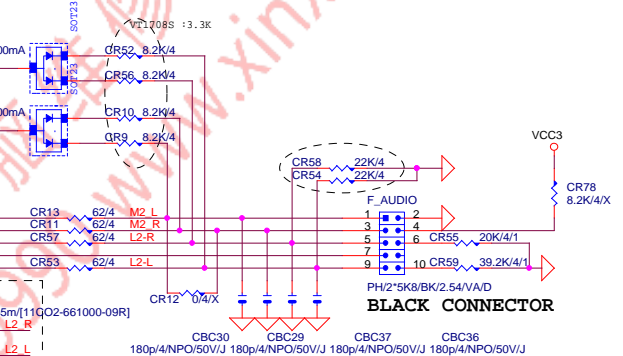 SOT23
VT1708S :3.3K
00mA
CR52 8.2K/4
SOT23
CR56 8.2K/4
00mA
CR10 8.2K/4
CR9 8.2K/4
VCC3
CR58 22K/4
CR54 22K/4
CR78
8.2K/4/X
F_AUDIO
CR13 62/4 M2_L 1 2
CR11 62/4 M2_R 3 4
CR57 62/4 L2-R 5 6 CR55 20K/4/1
7
CR53 62/4 L2-L 9 10 CR59 39.2K/4/1
PH/2*5K8/BK/2.54/VA/D
CR12 0/4/X
BLACK CONNECTOR
5m/[11CO2-661000-09R]
L2_R
CBC30 CBC29 CBC37 CBC36
180p/4/NPO/50V/J 180p/4/NPO/50V/J 180p/4/NPO/50V/J 180p/4/NPO/50V/J
L2_L
www.xin